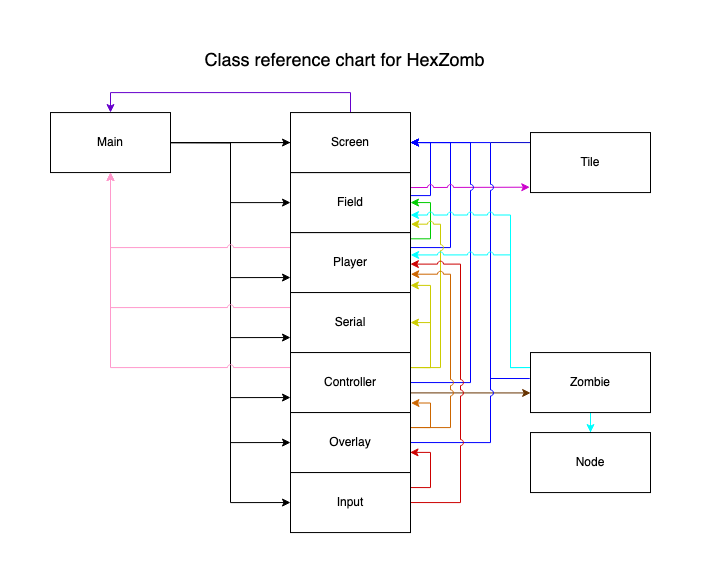 Class reference chart for HexZomb
Main
Screen
Tile
Field
Player
Serial
Controller
Zombie
Overlay
Node
Input